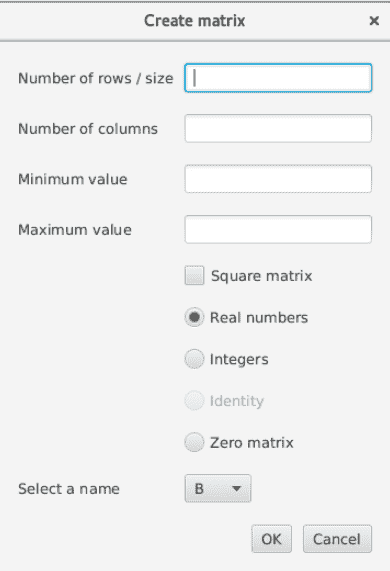 Create matrix ×
Number of rows / size
Number of columns
Minimum value
Maximum value
Square matrix
Real numbers
Integers
Identity
Zero matrix
Select a name B
OK Cancel